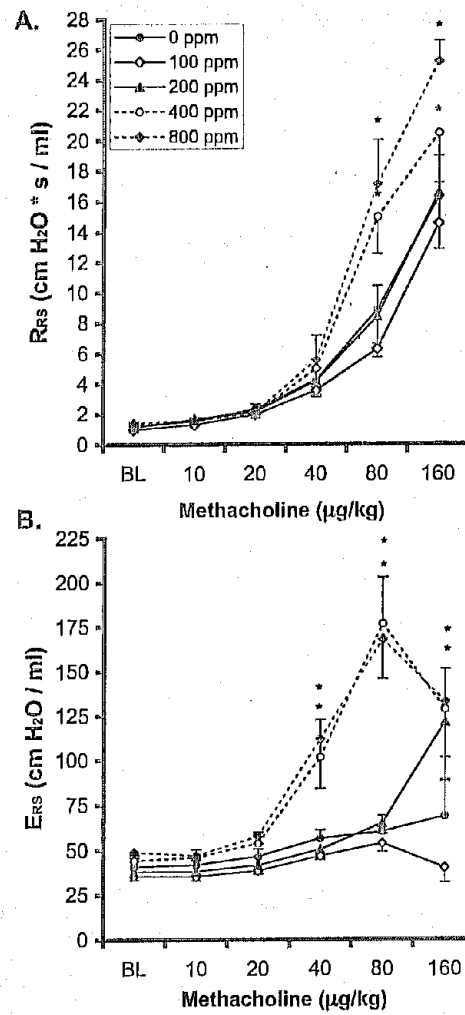 A.
28
26
24
22
20
18
16
14
12
10
8
6
4
2
0
RRS (cm H2O * s / ml)
0 ppm
100 ppm
200 ppm
400 ppm
800 ppm
BL 10 20 40 80 160
Methacholine (µg/kg)
B.
225
200
175
150
125
100
75
50
25
0
ERS (cm H2O / ml)
BL 10 20 40 80 160
Methacholine (µg/kg)